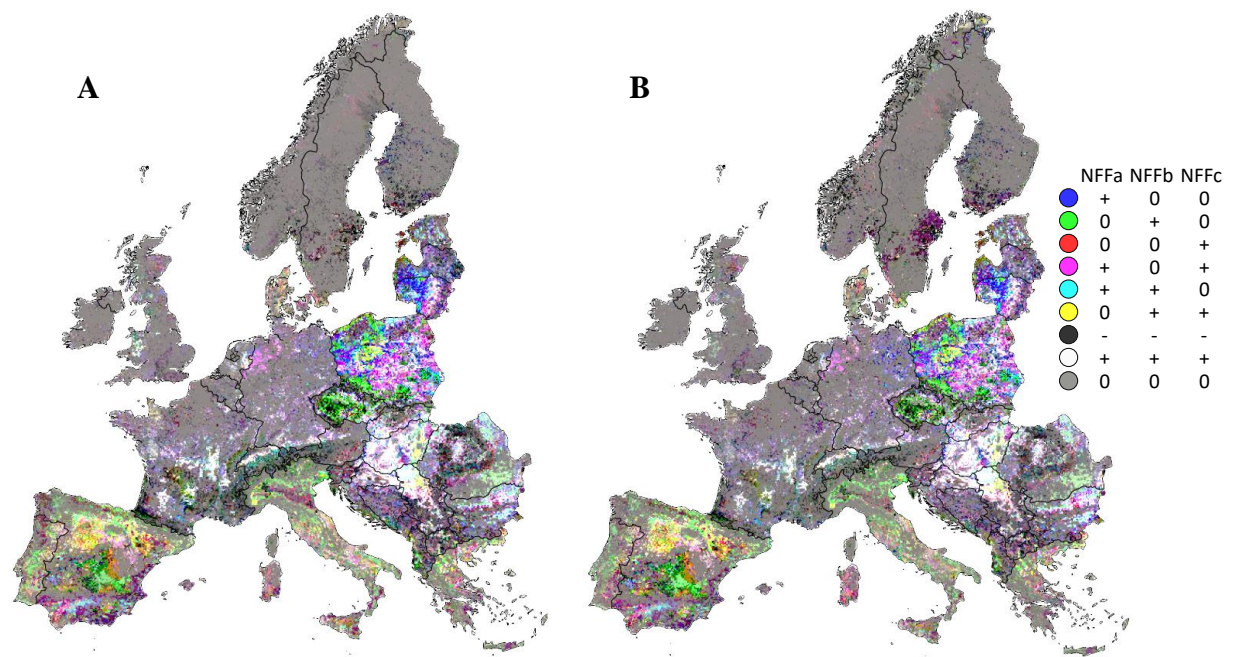 A
B
NFFa NFFb NFFc
+ 0 0
0 + 0
0 0 +
+ 0 +
+ + 0
0 + +
- - -
+ + +
0 0 0